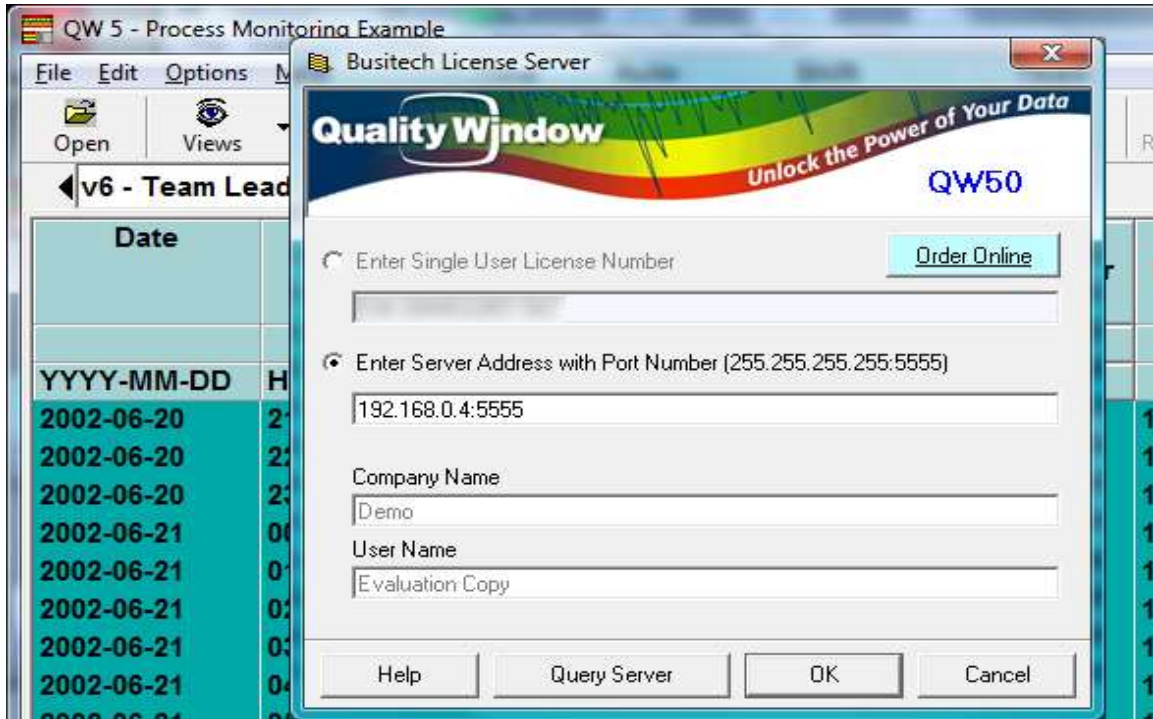 QW 5 - Process Monitoring Example
File Edit Options
Open Views
v6 - Team Lead
Date
YYYY-MM-DD H
2002-06-20
2002-06-20
2002-06-20
2002-06-21
2002-06-21
2002-06-21
2002-06-21
2002-06-21
Busitech License Server
Quality Window
Unlock the Power of Your Data
QW50
Enter Single User License Number
Order Online
Enter Server Address with Port Number (255.255.255.255:5555)
192.168.0.4:5555
Company Name
Demo
User Name
Evaluation Copy
Help Query Server OK Cancel